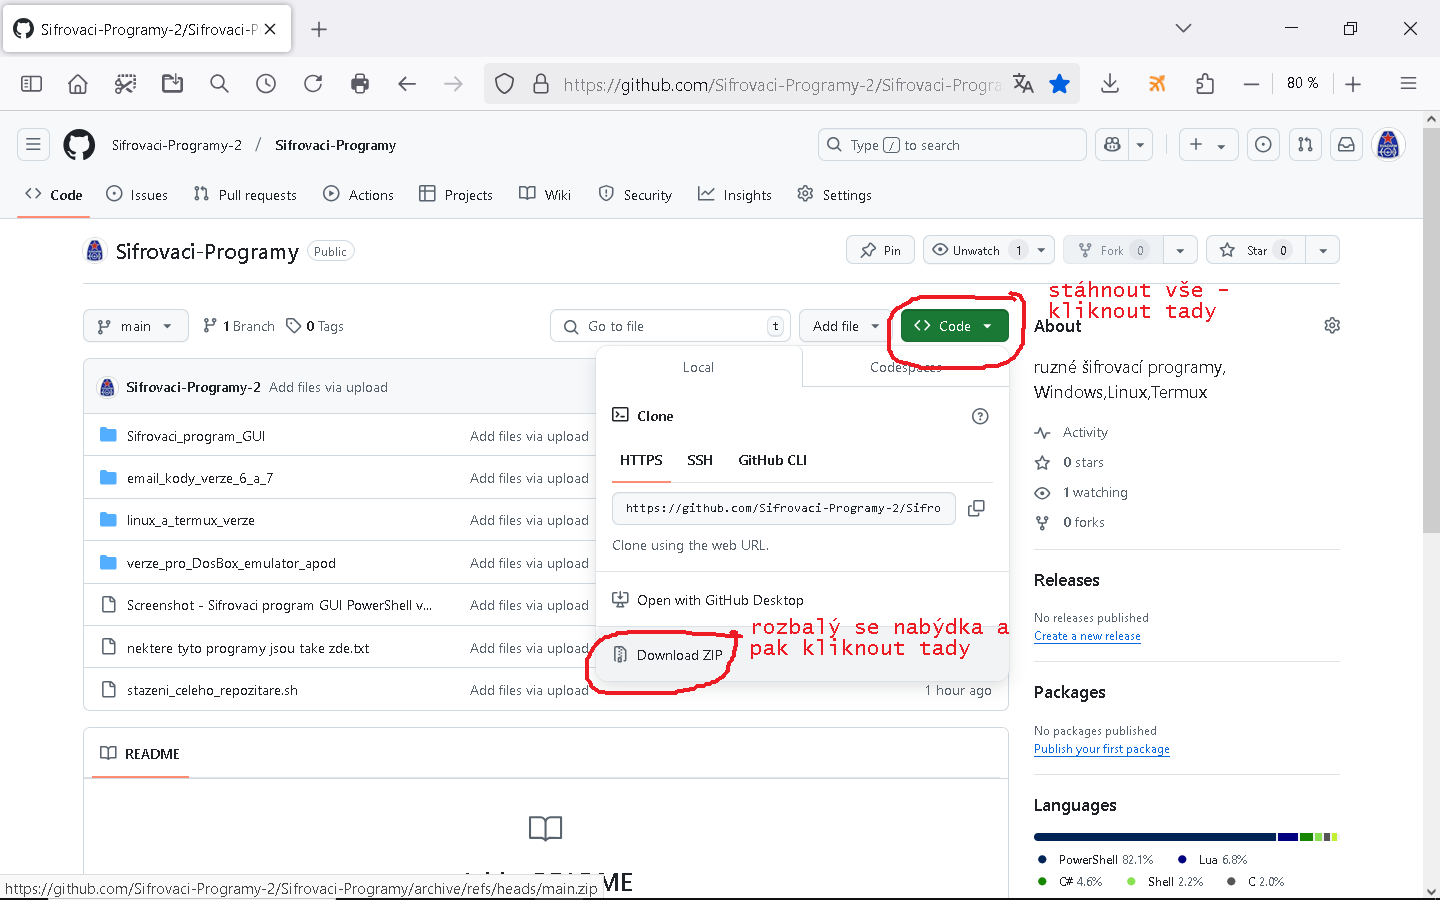 Sifrovaci-Programy-2/Sifrovaci-P
https://github.com/Sifrovaci-Programy-2/Sifrovaci-Progra
80 %
Sifrovaci-Programy-2 / Sifrovaci-Programy
Type / to search
Code
Issues
Pull requests
Actions
Projects
Wiki
Security
Insights
Settings
Sifrovaci-Programy Public
Pin
Unwatch 1
Fork 0
Star 0
stáhnout vše -
kliknout tady
main
1 Branch
0 Tags
Go to file t
Add file
Code
About
ruzné šifrovací programy,
Windows,Linux,Termux
Activity
0 stars
1 watching
0 forks
Local
Codespaces
Sifrovaci-Programy-2 Add files via upload
Sifrovaci_program_GUI Add files via upload
email_kody_verze_6_a_7 Add files via upload
linux_a_termux_verze Add files via upload
verze_pro_DosBox_emulator_apod Add files via upload
Screenshot - Sifrovaci program GUI PowerShell v... Add files via upload
nektere tyto programy jsou take zde.txt Add files via upload
stazeni_celeho_repozitare.sh Add files via upload 1 hour ago
Clone
HTTPS SSH GitHub CLI
https://github.com/Sifrovaci-Programy-2/Sifro
Clone using the web URL.
Open with GitHub Desktop
rozbalý se nabýdka a
pak kliknout tady
Download ZIP
Releases
No releases published
Create a new release
Packages
No packages published
Publish your first package
Languages
PowerShell 82.1% Lua 6.8%
C# 4.6% Shell 2.2% C 2.0%
README
README
https://github.com/Sifrovaci-Programy-2/Sifrovaci-Programy/archive/refs/heads/main.zip